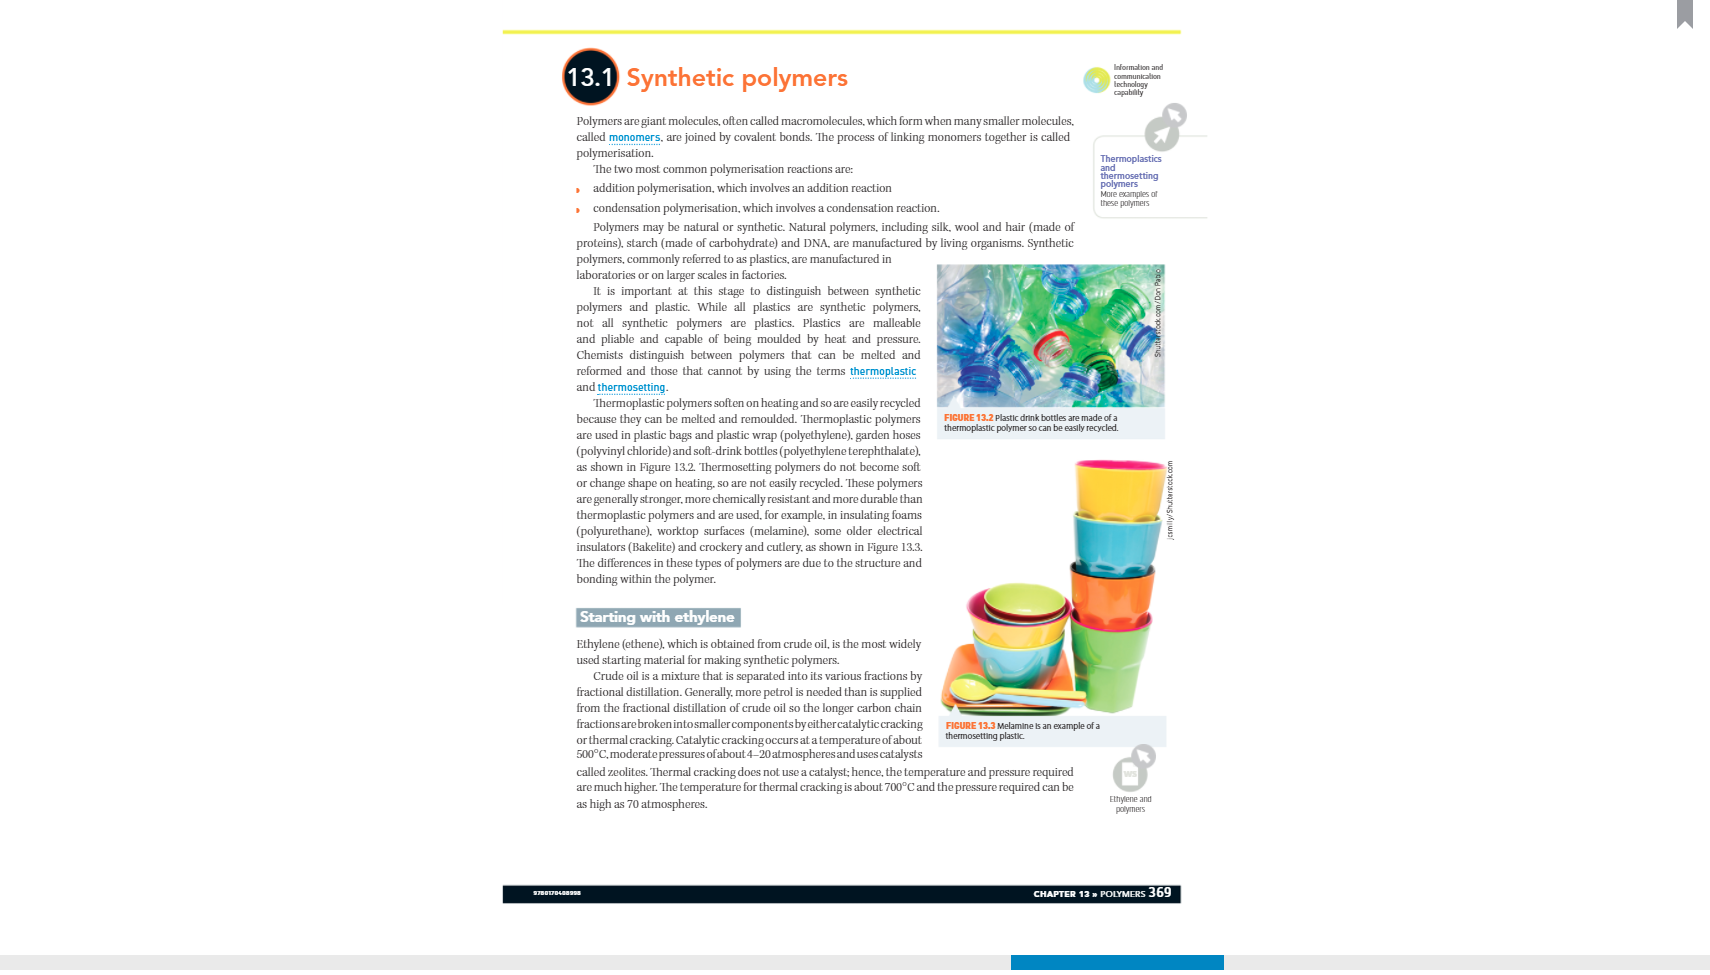 13.1 Synthetic polymers
Information and
communication
technology
capability
Polymers are giant molecules, often called macromolecules, which form when many smaller molecules,
called monomers, are joined by covalent bonds. The process of linking monomers together is called
polymerisation.
The two most common polymerisation reactions are:
addition polymerisation, which involves an addition reaction
condensation polymerisation, which involves a condensation reaction.
Thermoplastics
and
thermosetting
polymers
More examples of
these polymers
Polymers may be natural or synthetic. Natural polymers, including silk, wool and hair (made of
proteins), starch (made of carbohydrate) and DNA, are manufactured by living organisms. Synthetic
polymers, commonly referred to as plastics, are manufactured in
laboratories or on larger scales in factories.
It is important at this stage to distinguish between synthetic
polymers and plastic. While all plastics are synthetic polymers,
not all synthetic polymers are plastics. Plastics are malleable
and pliable and capable of being moulded by heat and pressure.
Chemists distinguish between polymers that can be melted and
reformed and those that cannot by using the terms thermoplastic
and thermosetting.
Thermoplastic polymers soften on heating and so are easily recycled
because they can be melted and remoulded. Thermoplastic polymers
are used in plastic bags and plastic wrap (polyethylene), garden hoses
(polyvinyl chloride) and soft-drink bottles (polyethylene terephthalate),
as shown in Figure 13.2. Thermosetting polymers do not become soft
or change shape on heating, so are not easily recycled. These polymers
are generally stronger, more chemically resistant and more durable than
thermoplastic polymers and are used, for example, in insulating foams
(polyurethane), worktop surfaces (melamine), some older electrical
insulators (Bakelite) and crockery and cutlery, as shown in Figure 13.3.
The differences in these types of polymers are due to the structure and
bonding within the polymer.
Shutterstock.com/Don Pablo
FIGURE 13.2 Plastic drink bottles are made of a
thermoplastic polymer so can be easily recycled.
jcsmilly/Shutterstock.com
FIGURE 13.3 Melamine is an example of a
thermosetting plastic.
Starting with ethylene
Ethylene (ethene), which is obtained from crude oil, is the most widely
used starting material for making synthetic polymers.
Crude oil is a mixture that is separated into its various fractions by
fractional distillation. Generally, more petrol is needed than is supplied
from the fractional distillation of crude oil so the longer carbon chain
fractions are broken into smaller components by either catalytic cracking
or thermal cracking. Catalytic cracking occurs at a temperature of about
500°C, moderate pressures of about 4–20 atmospheres and uses catalysts
called zeolites. Thermal cracking does not use a catalyst; hence, the temperature and pressure required
are much higher. The temperature for thermal cracking is about 700°C and the pressure required can be
as high as 70 atmospheres.
Ethylene and
polymers
9780170408998
CHAPTER 13 » POLYMERS 369